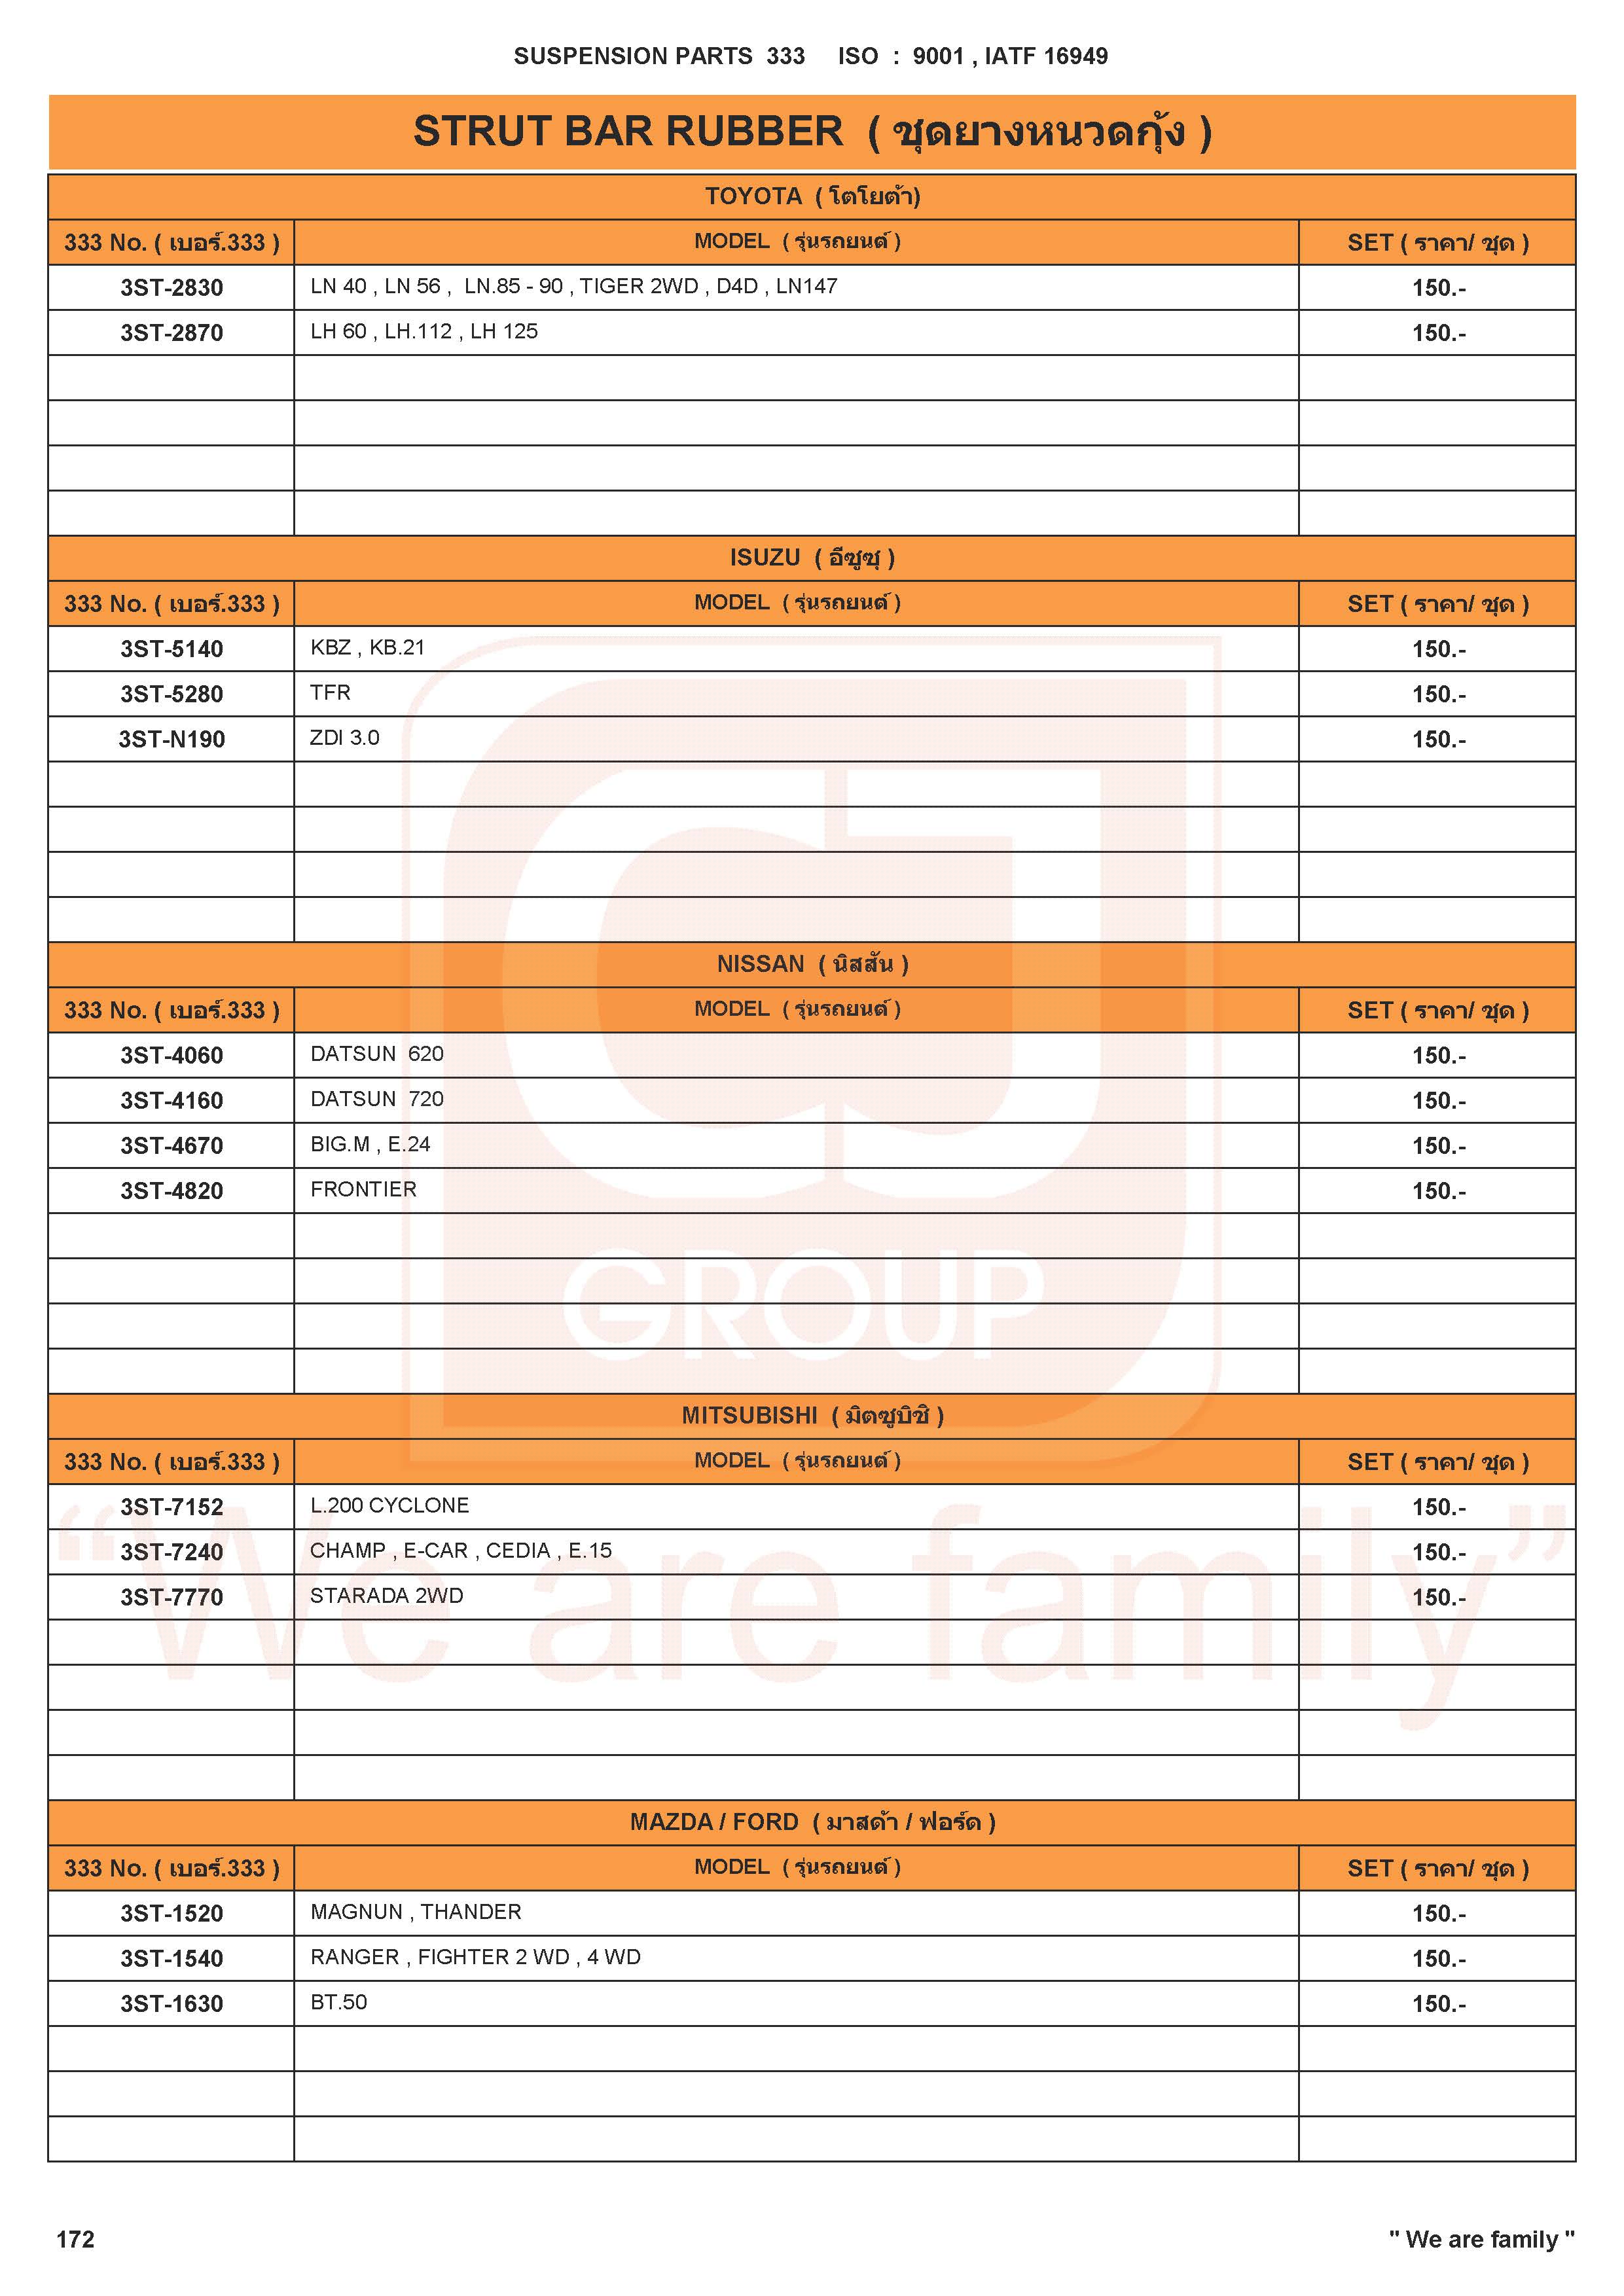 SUSPENSION PARTS 333 ISO : 9001 , IATF 16949
STRUT BAR RUBBER ( ชุดยางหนวดกุ้ง )
TOYOTA ( โตโยต้า)
333 No. ( เบอร์.333 ) MODEL ( รุ่นรถยนต์ ) SET ( ราคา/ ชุด )
3ST-2830 LN 40 , LN 56 , LN.85 - 90 , TIGER 2WD , D4D , LN147 150.-
3ST-2870 LH 60 , LH.112 , LH 125 150.-
ISUZU ( อีซูซุ )
333 No. ( เบอร์.333 ) MODEL ( รุ่นรถยนต์ ) SET ( ราคา/ ชุด )
3ST-5140 KBZ , KB.21 150.-
3ST-5280 TFR 150.-
3ST-N190 ZDI 3.0 150.-
NISSAN ( นิสสัน )
333 No. ( เบอร์.333 ) MODEL ( รุ่นรถยนต์ ) SET ( ราคา/ ชุด )
3ST-4060 DATSUN 620 150.-
3ST-4160 DATSUN 720 150.-
3ST-4670 BIG.M , E.24 150.-
3ST-4820 FRONTIER 150.-
CJ
GROUP
MITSUBISHI ( มิตซูบิชิ )
333 No. ( เบอร์.333 ) MODEL ( รุ่นรถยนต์ ) SET ( ราคา/ ชุด )
3ST-7152 L.200 CYCLONE 150.-
3ST-7240 CHAMP , E-CAR , CEDIA , E.15 150.-
3ST-7770 STARADA 2WD 150.-
“We are family”
MAZDA / FORD ( มาสด้า / ฟอร์ด )
333 No. ( เบอร์.333 ) MODEL ( รุ่นรถยนต์ ) SET ( ราคา/ ชุด )
3ST-1520 MAGNUN , THANDER 150.-
3ST-1540 RANGER , FIGHTER 2 WD , 4 WD 150.-
3ST-1630 BT.50 150.-
172 " We are family "